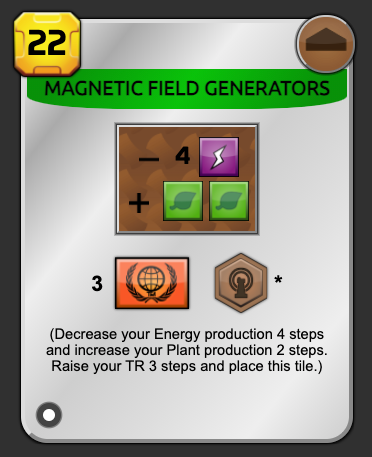 22
MAGNETIC FIELD GENERATORS
− 4
+
3 *
(Decrease your Energy production 4 steps
and increase your Plant production 2 steps.
Raise your TR 3 steps and place this tile.)